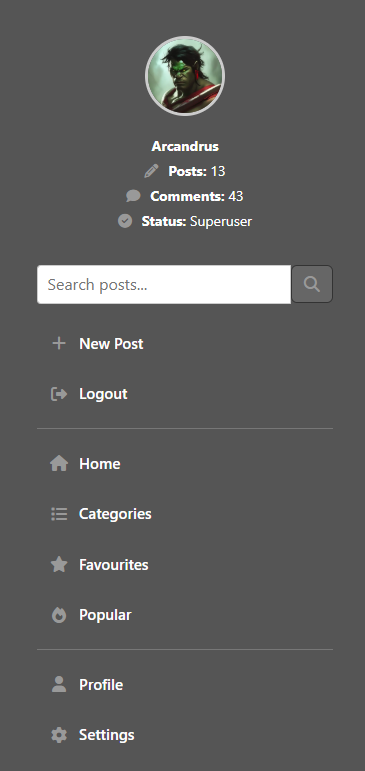 Arcandrus
Posts: 13
Comments: 43
Status: Superuser
Search posts...
New Post
Logout
Home
Categories
Favourites
Popular
Profile
Settings